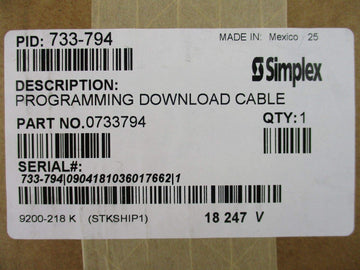 PID: 733-794
MADE IN: Mexico / 25
Simplex
DESCRIPTION:
PROGRAMMING DOWNLOAD CABLE
PART NO.0733794
QTY:1
SERIAL#:
733-794|0904181036017662|1
9200-218 K (STKSHIP1) 18 247 V